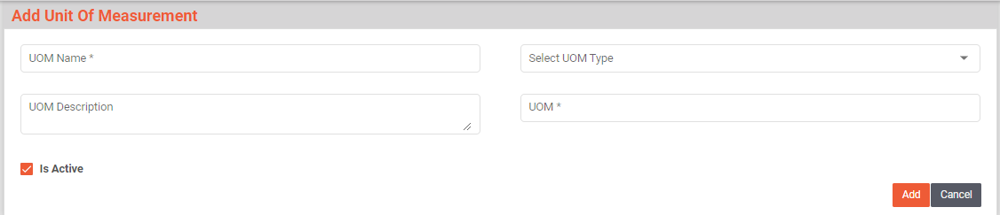 Add Unit Of Measurement
UOM Name *
Select UOM Type
UOM Description
UOM *
Is Active
Add
Cancel